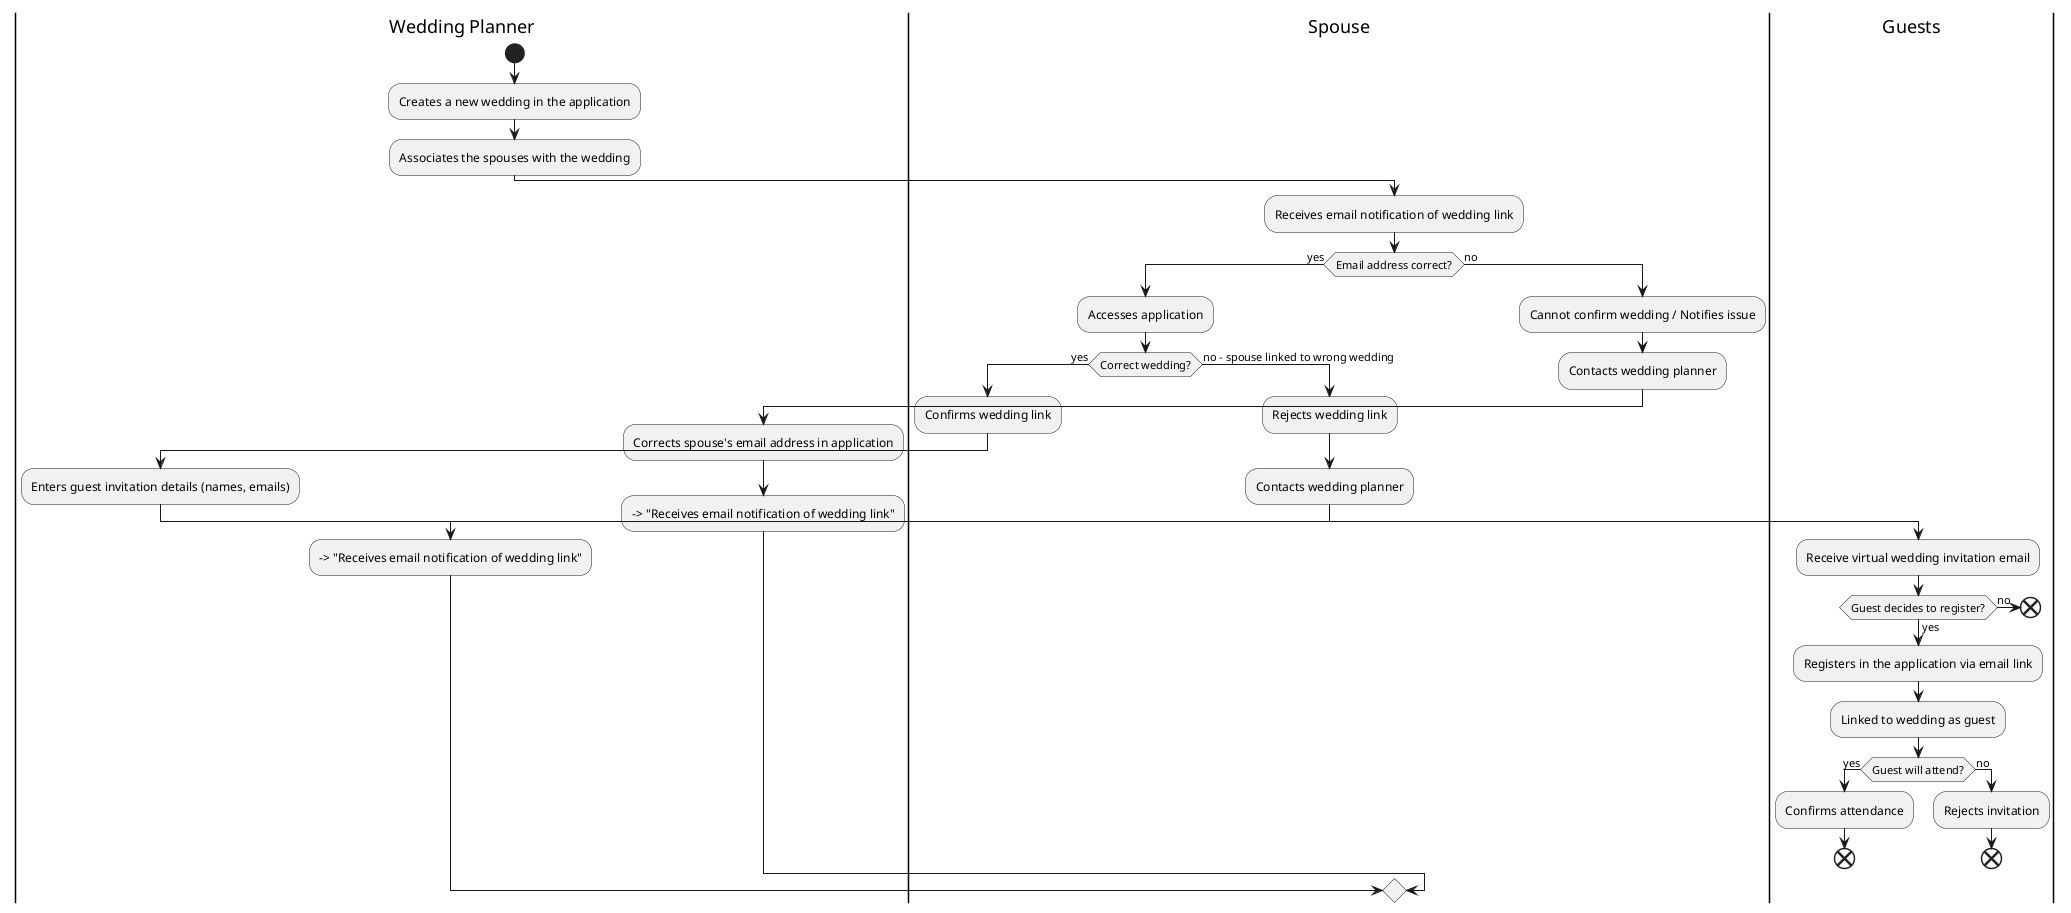 Wedding Planner
Spouse
Guests
Creates a new wedding in the application
Associates the spouses with the wedding
Receives email notification of wedding link
yes
Email address correct?
no
Accesses application
Cannot confirm wedding / Notifies issue
yes
Correct wedding?
no - spouse linked to wrong wedding
Contacts wedding planner
Confirms wedding link
Rejects wedding link
Corrects spouse's email address in application
Enters guest invitation details (names, emails)
Contacts wedding planner
-> "Receives email notification of wedding link"
-> "Receives email notification of wedding link"
Receive virtual wedding invitation email
Guest decides to register?
no
yes
Registers in the application via email link
Linked to wedding as guest
yes
Guest will attend?
no
Confirms attendance
Rejects invitation